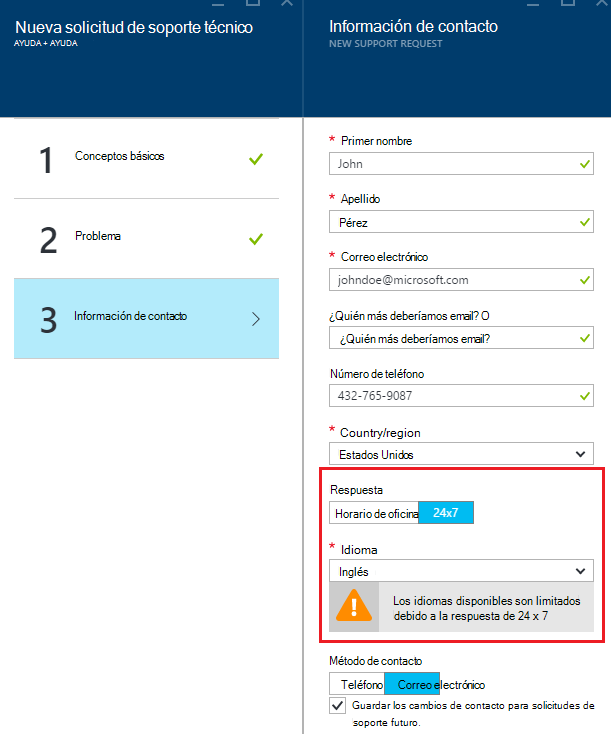 Nueva solicitud de soporte técnico
AYUDA + AYUDA
1
Conceptos básicos
2
Problema
3
Información de contacto
Información de contacto
NEW SUPPORT REQUEST
* Primer nombre
John
* Apellido
Pérez
* Correo electrónico
johndoe@microsoft.com
¿Quién más deberíamos email? O
¿Quién más deberíamos email?
Número de teléfono
432-765-9087
* Country/region
Estados Unidos
Respuesta
Horario de oficina 24x7
* Idioma
Inglés
Los idiomas disponibles son limitados
debido a la respuesta de 24 x 7
Método de contacto
Teléfono Correo electrónico
Guardar los cambios de contacto para solicitudes de
soporte futuro.